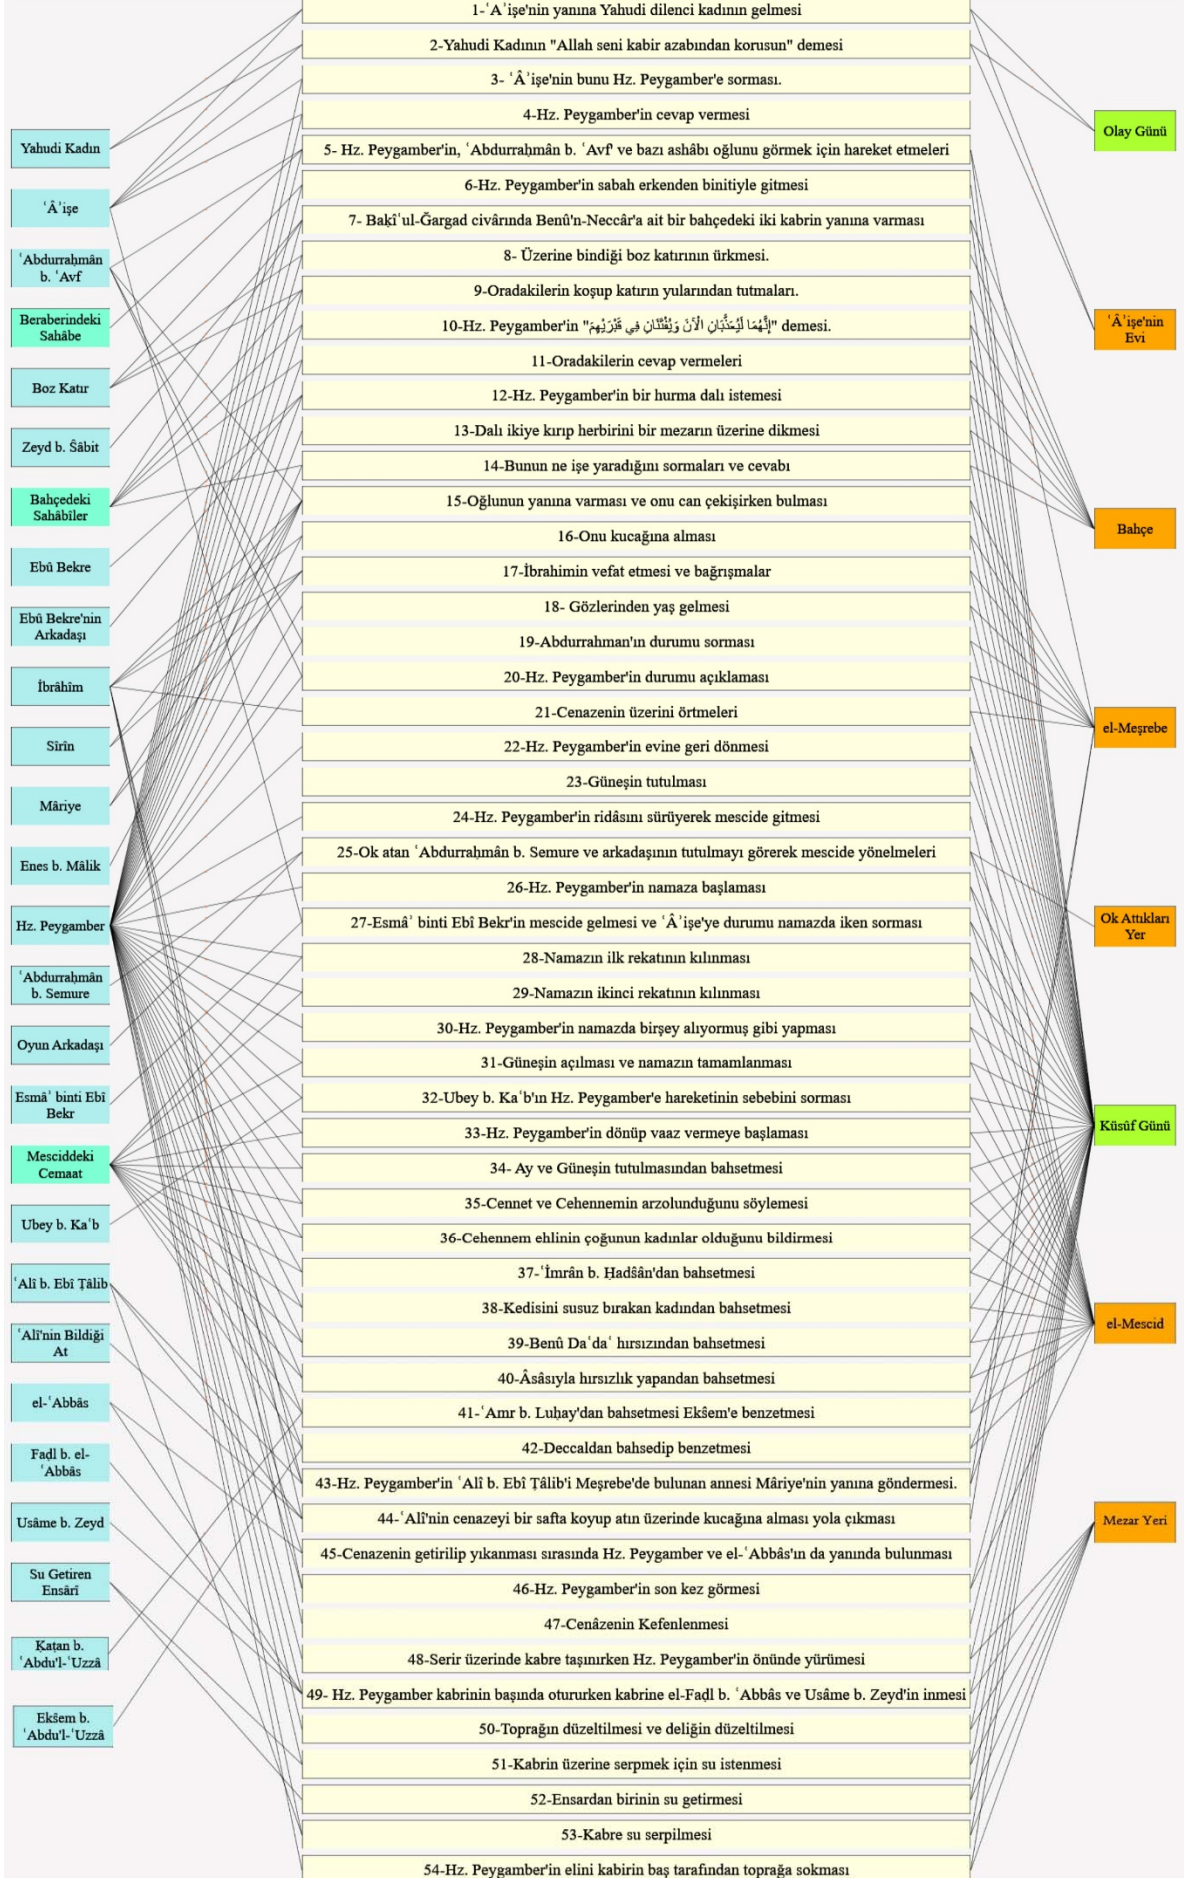 1-ʿAʾişe'nin yanına Yahudi dilenci kadının gelmesi
2-Yahudi Kadının "Allah seni kabir azabından korusun" demesi
3- ʿÂʾişe'nin bunu Hz. Peygamber'e sorması.
4-Hz. Peygamber'in cevap vermesi
5- Hz. Peygamber'in, ʿAbdurraḥmân b. ʿAvf' ve bazı ashâbı oğlunu görmek için hareket etmeleri
6-Hz. Peygamber'in sabah erkenden binitiyle gitmesi
7- Baḳîʿul-Ğargad civârında Benû'n-Neccâr'a ait bir bahçedeki iki kabrin yanına varması
8- Üzerine bindiği boz katırının ürkmesi.
9-Oradakilerin koşup katırın yularından tutmaları.
10-Hz. Peygamber'in "إِنَّهُمَا لَيُعَذَّبَانِ الْآنَ وَيُفْتَنَانِ فِي قَبْرَيْهِمَ" demesi.
11-Oradakilerin cevap vermeleri
12-Hz. Peygamber'in bir hurma dalı istemesi
13-Dalı ikiye kırıp herbirini bir mezarın üzerine dikmesi
14-Bunun ne işe yaradığını sormaları ve cevabı
15-Oğlunun yanına varması ve onu can çekişirken bulması
16-Onu kucağına alması
17-İbrahimin vefat etmesi ve bağrışmalar
18- Gözlerinden yaş gelmesi
19-Abdurrahman'ın durumu sorması
20-Hz. Peygamber'in durumu açıklaması
21-Cenazenin üzerini örtmeleri
22-Hz. Peygamber'in evine geri dönmesi
23-Güneşin tutulması
24-Hz. Peygamber'in ridâsını sürüyerek mescide gitmesi
25-Ok atan ʿAbdurraḥmân b. Semure ve arkadaşının tutulmayı görerek mescide yönelmeleri
26-Hz. Peygamber'in namaza başlaması
27-Esmâʾ binti Ebî Bekr'in mescide gelmesi ve ʿÂʾişe'ye durumu namazda iken sorması
28-Namazın ilk rekatının kılınması
29-Namazın ikinci rekatının kılınması
30-Hz. Peygamber'in namazda birşey alıyormuş gibi yapması
31-Güneşin açılması ve namazın tamamlanması
32-Ubey b. Kaʿb'ın Hz. Peygamber'e hareketinin sebebini sorması
33-Hz. Peygamber'in dönüp vaaz vermeye başlaması
34- Ay ve Güneşin tutulmasından bahsetmesi
35-Cennet ve Cehennemin arzolunduğunu söylemesi
36-Cehennem ehlinin çoğunun kadınlar olduğunu bildirmesi
37-ʿİmrân b. Ḥadŝân'dan bahsetmesi
38-Kedisini susuz bırakan kadından bahsetmesi
39-Benû Daʿdaʿ hırsızından bahsetmesi
40-Âsâsıyla hırsızlık yapandan bahsetmesi
41-ʿAmr b. Luḥay'dan bahsetmesi Ekŝem'e benzetmesi
42-Deccaldan bahsedip benzetmesi
43-Hz. Peygamber'in ʿAlî b. Ebî Ṭâlib'i Meşrebe'de bulunan annesi Mâriye'nin yanına göndermesi.
44-ʿAlî'nin cenazeyi bir safta koyup atın üzerinde kucağına alması yola çıkması
45-Cenazenin getirilip yıkanması sırasında Hz. Peygamber ve el-ʿAbbâs'ın da yanında bulunması
46-Hz. Peygamber'in son kez görmesi
47-Cenâzenin Kefenlenmesi
48-Serir üzerinde kabre taşınırken Hz. Peygamber'in önünde yürümesi
49- Hz. Peygamber kabrinin başında otururken kabrine el-Faḍl b. ʿAbbâs ve Usâme b. Zeyd'in inmesi
50-Toprağın düzeltilmesi ve deliğin düzeltilmesi
51-Kabrin üzerine serpmek için su istenmesi
52-Ensardan birinin su getirmesi
53-Kabre su serpilmesi
54-Hz. Peygamber'in elini kabirin baş tarafından toprağa sokması
Yahudi Kadın
ʿÂʾişe
ʿAbdurraḥmân
b. ʿAvf
Beraberindeki
Sahâbe
Boz Katır
Zeyd b. Ŝâbit
Bahçedeki
Sahâbîler
Ebû Bekre
Ebû Bekre'nin
Arkadaşı
İbrâhîm
Sîrîn
Mâriye
Enes b. Mâlik
Hz. Peygamber
ʿAbdurraḥmân
b. Semure
Oyun Arkadaşı
Esmâʾ binti Ebî
Bekr
Mesciddeki
Cemaat
Ubey b. Kaʿb
ʿAlî b. Ebî Ṭâlib
ʿAlî'nin Bildiği
At
el-ʿAbbâs
Faḍl b. el-
ʿAbbâs
Usâme b. Zeyd
Su Getiren
Ensârî
Ḳaṭan b.
ʿAbdu'l-ʿUzzâ
Ekŝem b.
ʿAbdu'l-ʿUzzâ
Olay Günü
ʿÂʾişe'nin
Evi
Bahçe
el-Meşrebe
Ok Attıkları
Yer
Küsûf Günü
el-Mescid
Mezar Yeri